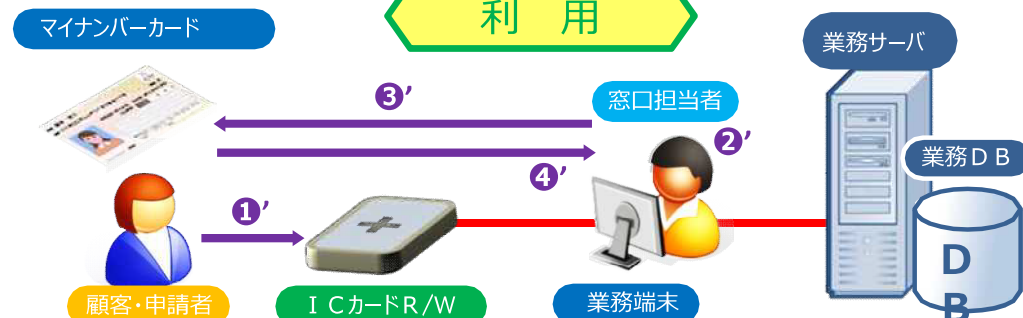 利　用
マイナンバーカード
業務サーバ
❸’
窓口担当者
❷’
業務ＤＢ
❹’
❶’
D
B
顧客・申請者
ＩＣカードＲ/Ｗ
業務端末